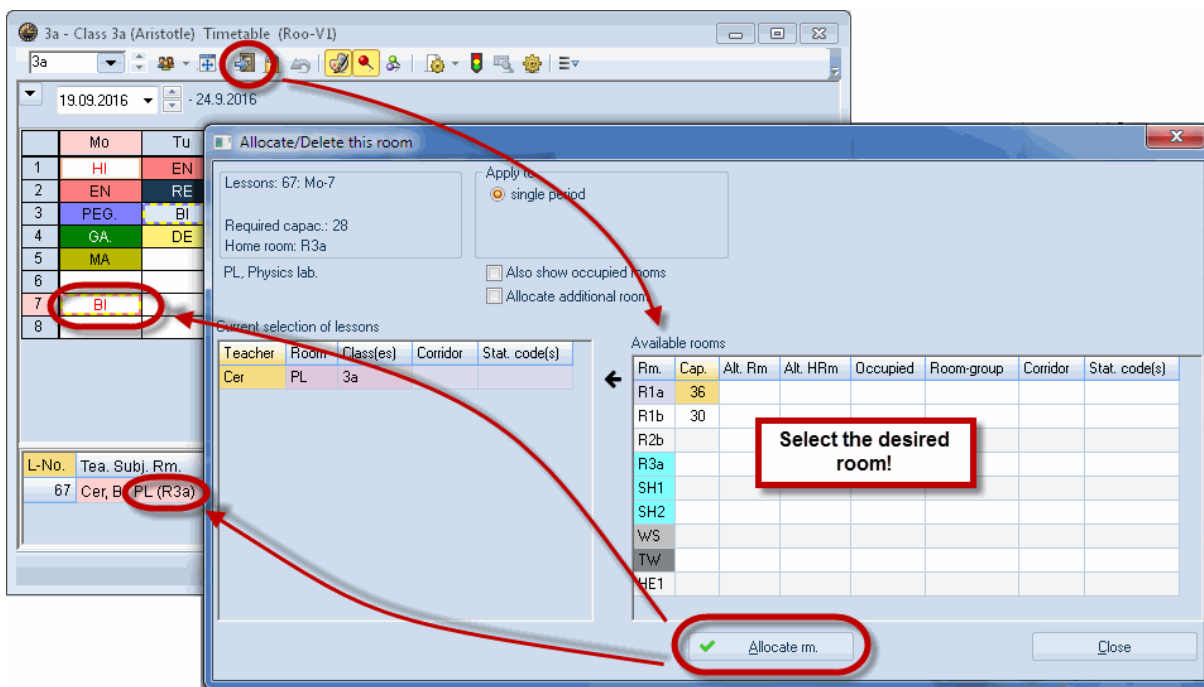 3a - Class 3a (Aristotle) Timetable (Roo-V1)
3a
19.09.2016 - 24.9.2016
Mo Tu
1 HI EN
2 EN RE
3 PEG. BI
4 GA. DE
5 MA
6
7 BI
8
L-No. Tea. Subj. Rm.
67 Cer, B PL (R3a)
Allocate/Delete this room
Lessons: 67: Mo-7
Required capac.: 28
Home room: R3a
PL, Physics lab.
Apply to
single period
Also show occupied rooms
Allocate additional room
Current selection of lessons
Teacher Room Class(es) Corridor Stat. code(s)
Cer PL 3a
Available rooms
Rm. Cap. Alt. Rm Alt. HRm Occupied Room-group Corridor Stat. code(s)
R1a 36
R1b 30
R2b
R3a
SH1
SH2
WS
TW
HE1
Select the desired
room!
Allocate rm. Close